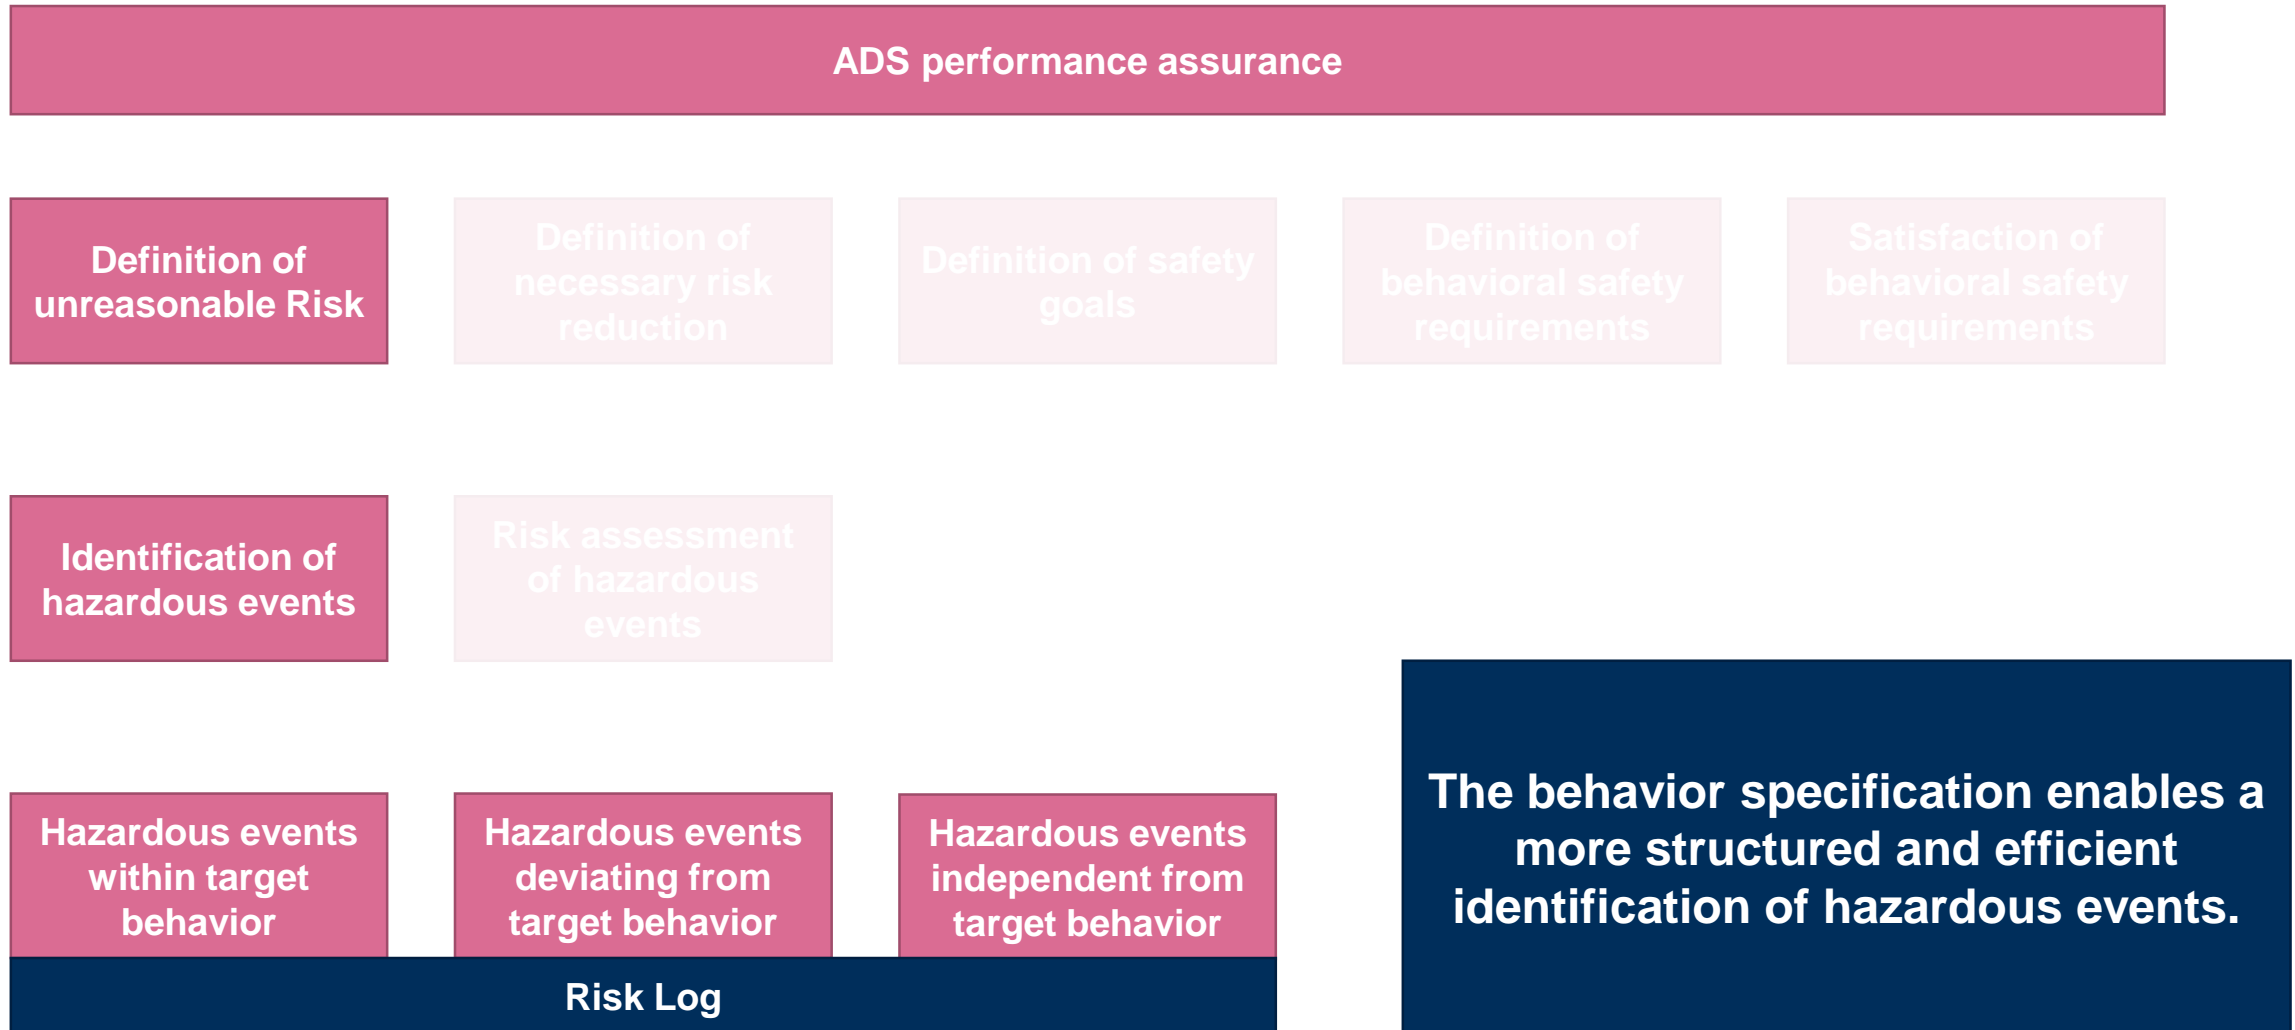 ADS performance assurance
Definition of
unreasonable Risk
Definition of
necessary risk
reduction
Definition of safety
goals
Definition of
behavioral safety
requirements
Satisfaction of
behavioral safety
requirements
Identification of
hazardous events
Risk assessment
of hazardous
events
Hazardous events
within target
behavior
Hazardous events
deviating from
target behavior
Hazardous events
independent from
target behavior
Risk Log
The behavior specification enables a
more structured and efficient
identification of hazardous events.